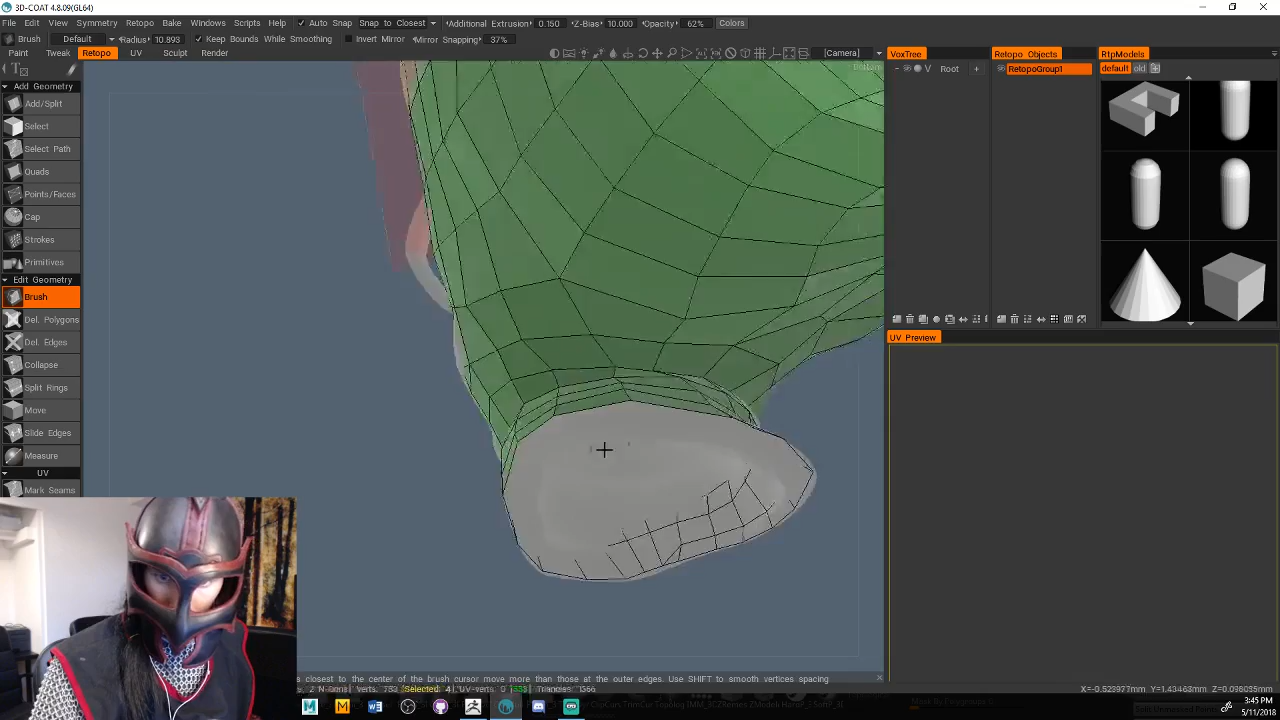 3D-COAT 4.8.09(GL64)
File Edit View Symmetry Retopo Bake Windows Scripts Help Auto Snap Snap to Closest Additional Extrusion 0.150 Z-Bias 10.000 Opacity 62% Colors
Brush Default Radius 10.893 Keep Bounds While Smoothing Invert Mirror Mirror Snapping 37%
Paint Tweak Retopo UV Sculpt Render [Camera] VoxTree Retopo Objects RtpModels
V Root + RetopoGroup1 default old
Add Geometry
Add/Split
Select
Select Path
Quads
Points/Faces
Cap
Strokes
Primitives
Edit Geometry
Brush
Del. Polygons
Del. Edges
Collapse
Split Rings
Move
Slide Edges
Measure
UV
Mark Seams
UV Preview
closest to the center of the brush cursor move more than those at the outer edges. Use SHIFT to smooth vertices spacing
X=-0.529977mm
3:45 PM
5/11/2018